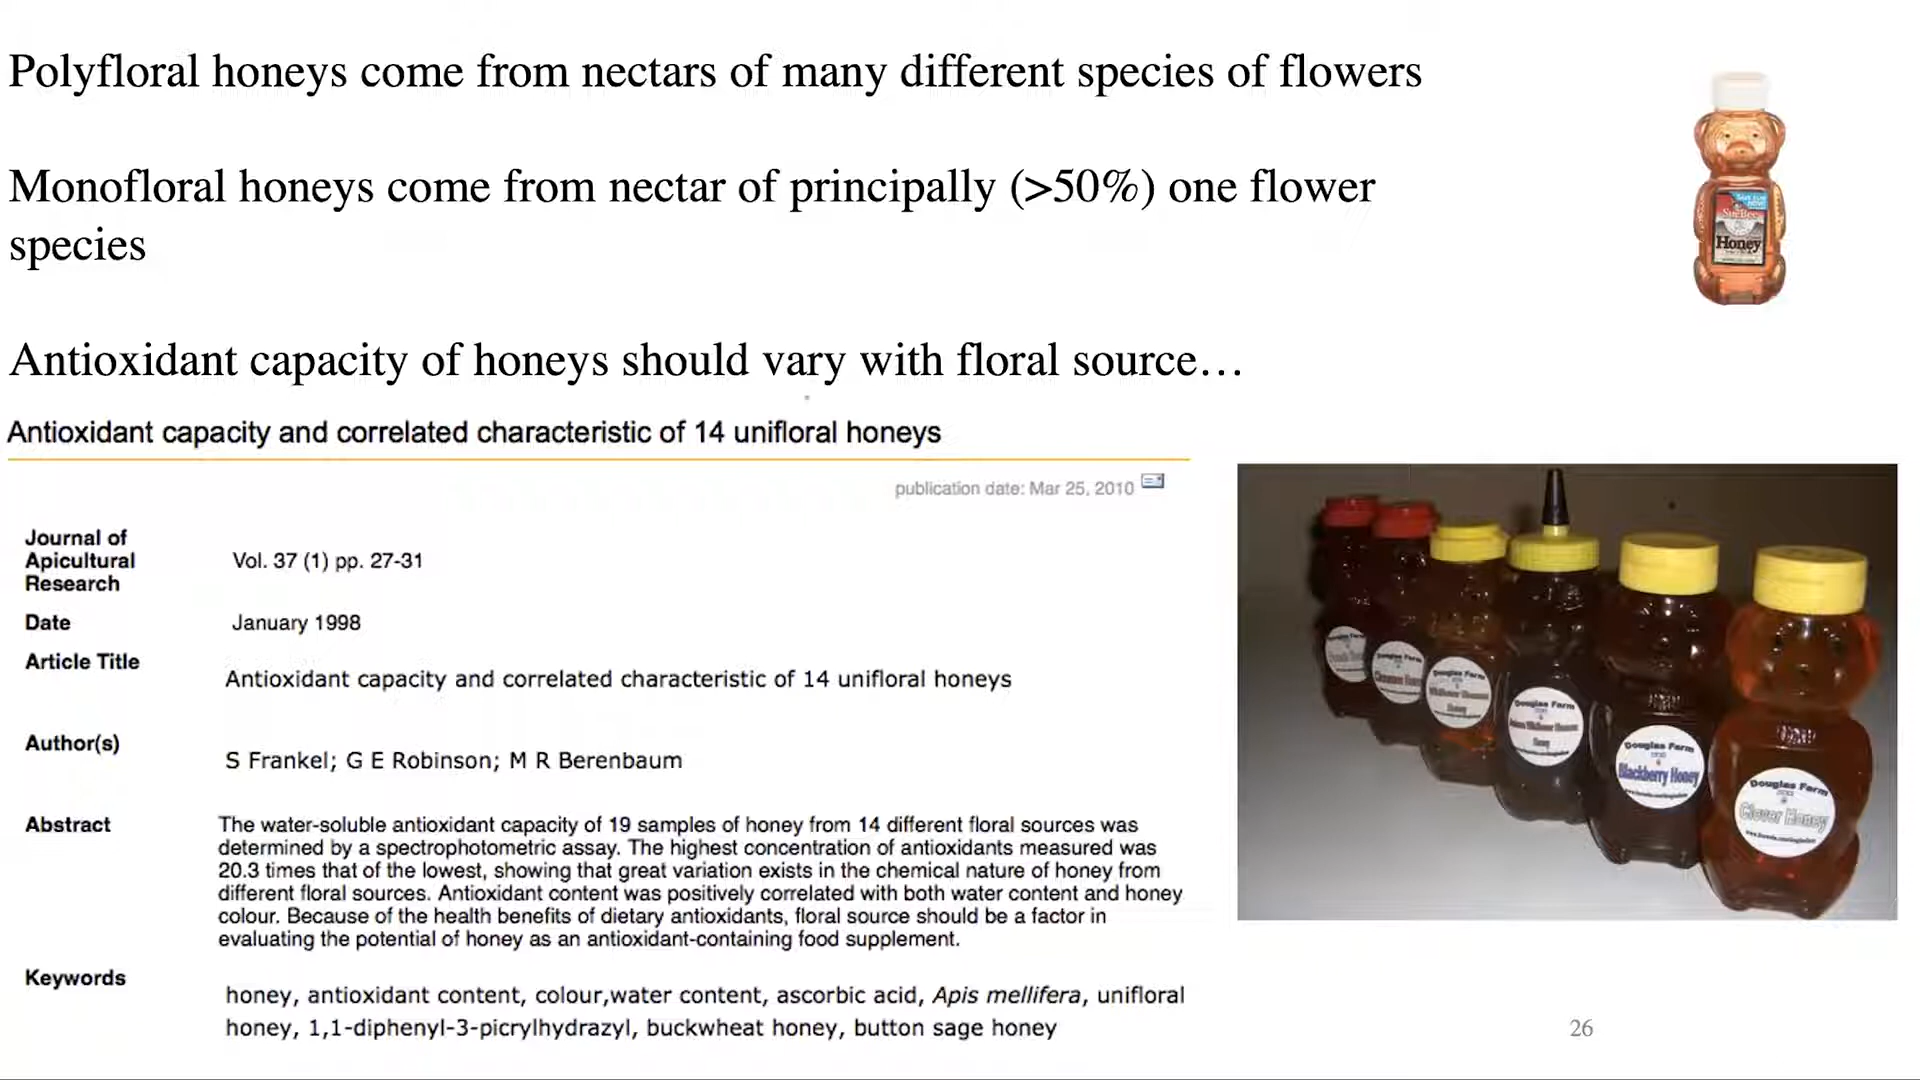 Polyfloral honeys come from nectars of many different species of flowers
Monofloral honeys come from nectar of principally (>50%) one flower
species
Antioxidant capacity of honeys should vary with floral source…
Antioxidant capacity and correlated characteristic of 14 unifloral honeys
publication date: Mar 25, 2010
Journal of
Apicultural
Research
Vol. 37 (1) pp. 27-31
Date
January 1998
Article Title
Antioxidant capacity and correlated characteristic of 14 unifloral honeys
Author(s)
S Frankel; G E Robinson; M R Berenbaum
Abstract
The water-soluble antioxidant capacity of 19 samples of honey from 14 different floral sources was
determined by a spectrophotometric assay. The highest concentration of antioxidants measured was
20.3 times that of the lowest, showing that great variation exists in the chemical nature of honey from
different floral sources. Antioxidant content was positively correlated with both water content and honey
colour. Because of the health benefits of dietary antioxidants, floral source should be a factor in
evaluating the potential of honey as an antioxidant-containing food supplement.
Keywords
honey, antioxidant content, colour,water content, ascorbic acid, Apis mellifera, unifloral
honey, 1,1-diphenyl-3-picrylhydrazyl, buckwheat honey, button sage honey
SueBee
Honey
Douglas Farm
Douglas Farm
Honey
Douglas Farm
Douglas Farm
Blackberry Honey
Douglas Farm
Clover Honey
26